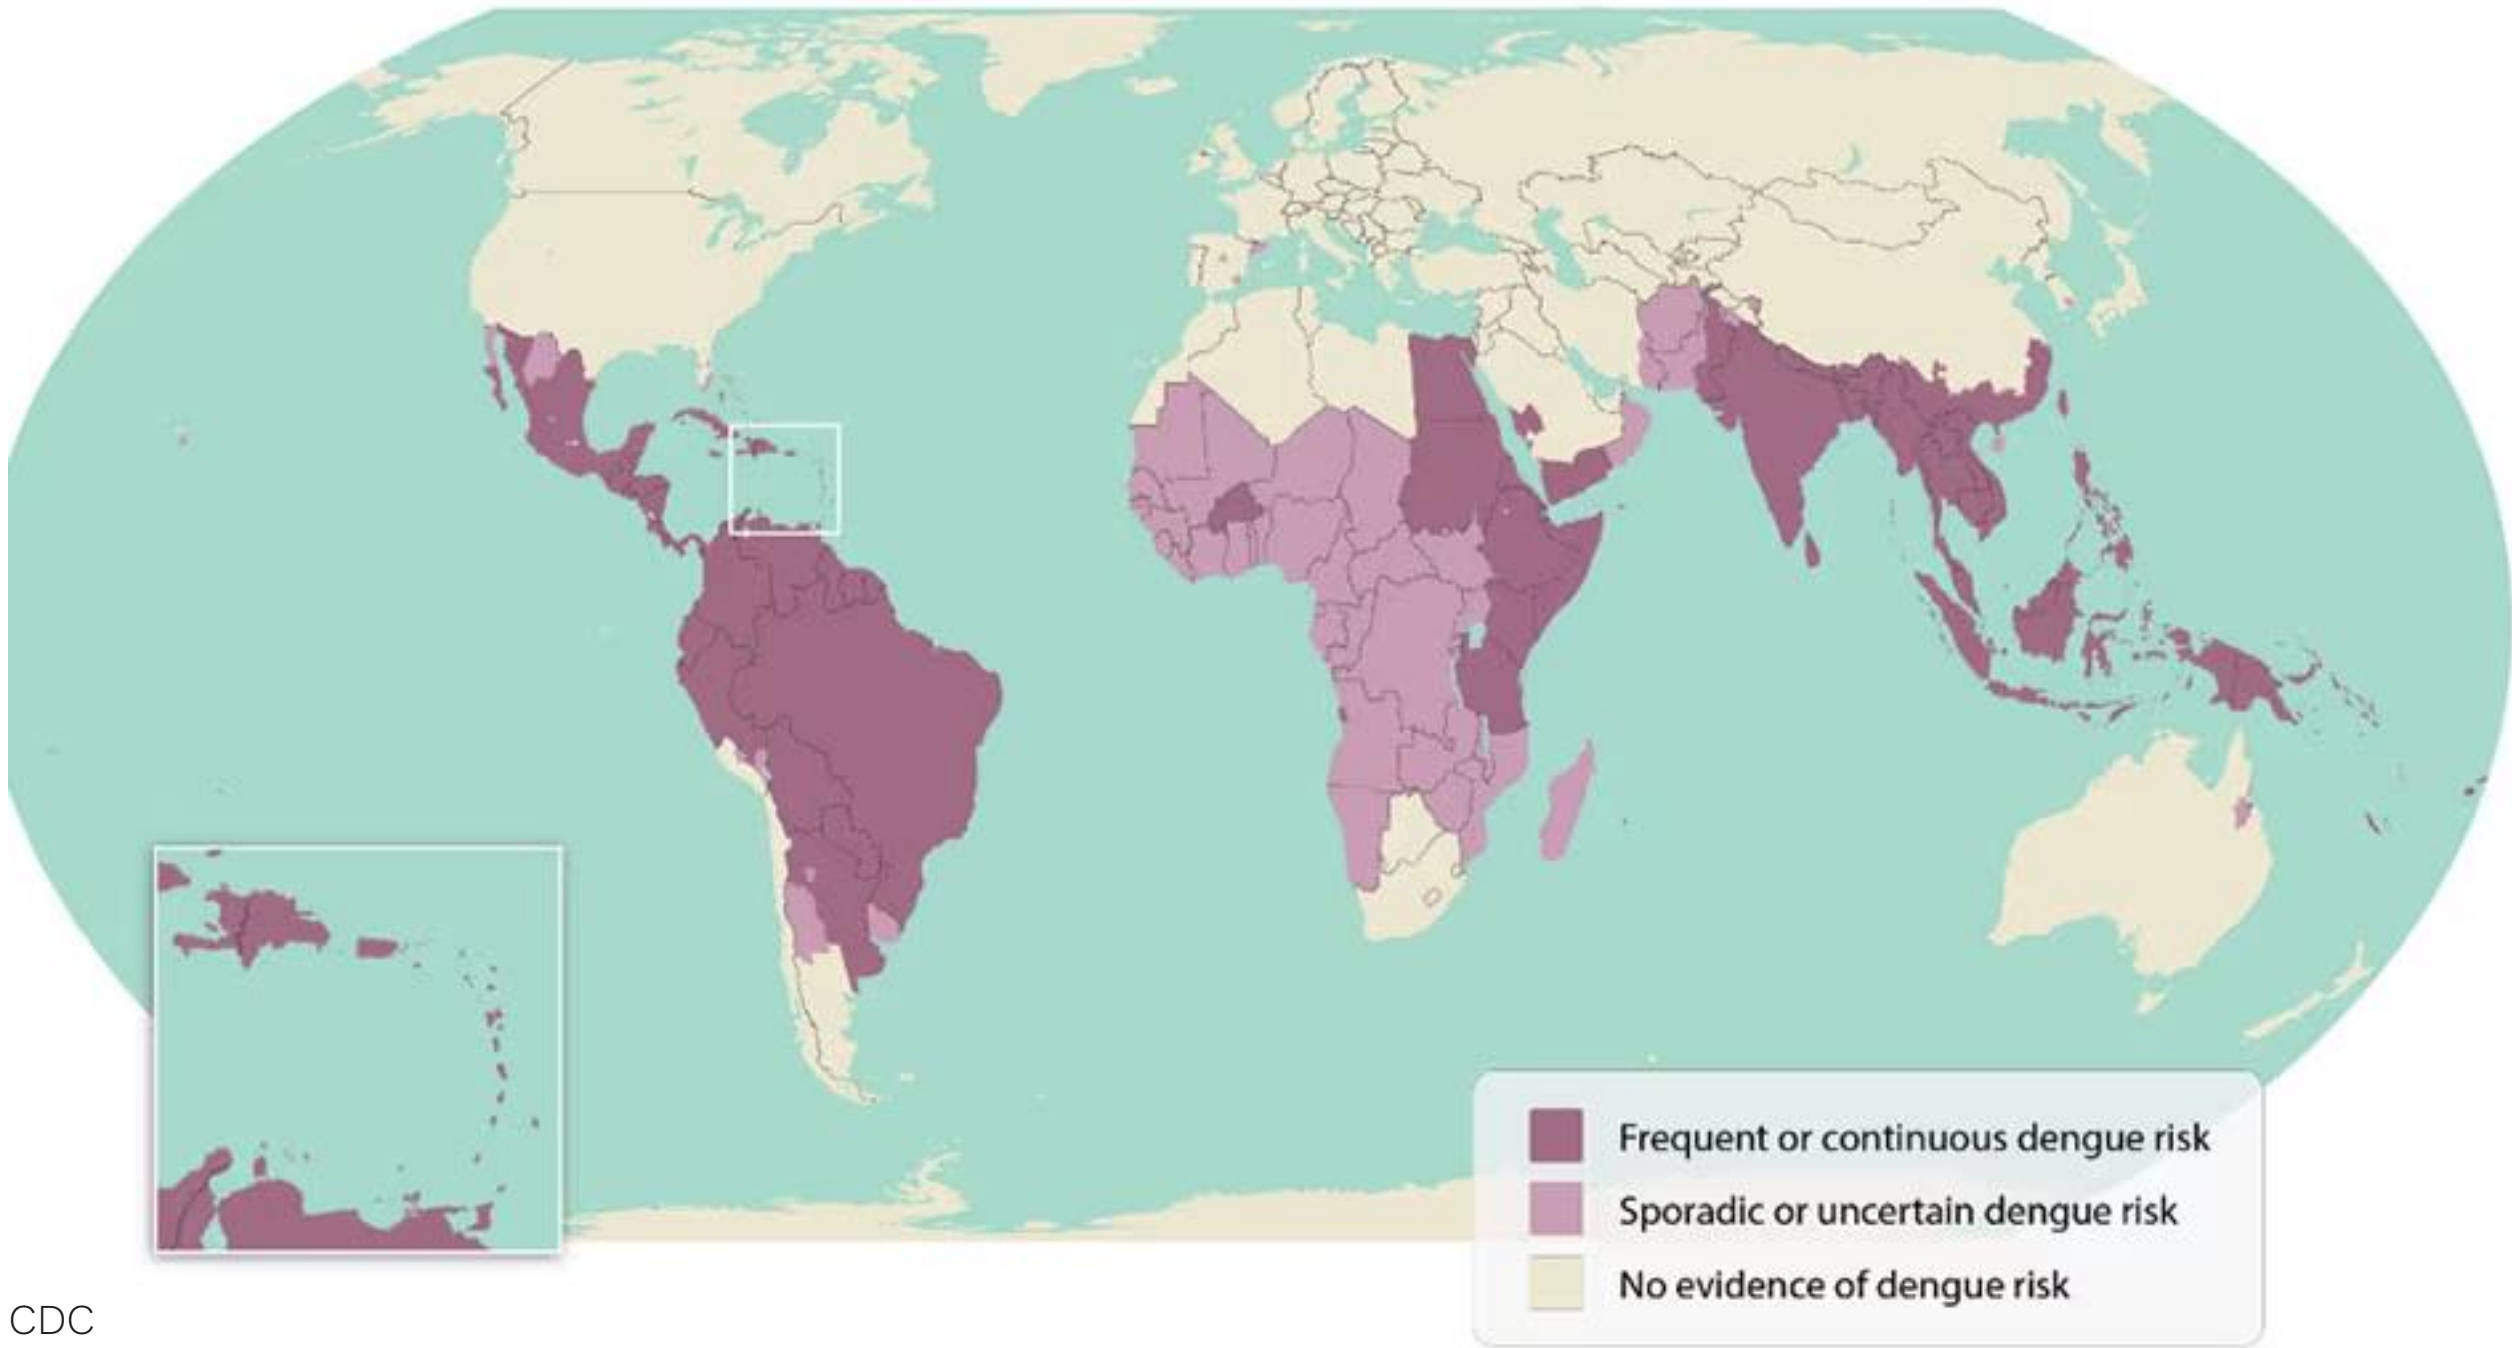 Frequent or continuous dengue risk
Sporadic or uncertain dengue risk
No evidence of dengue risk
CDC